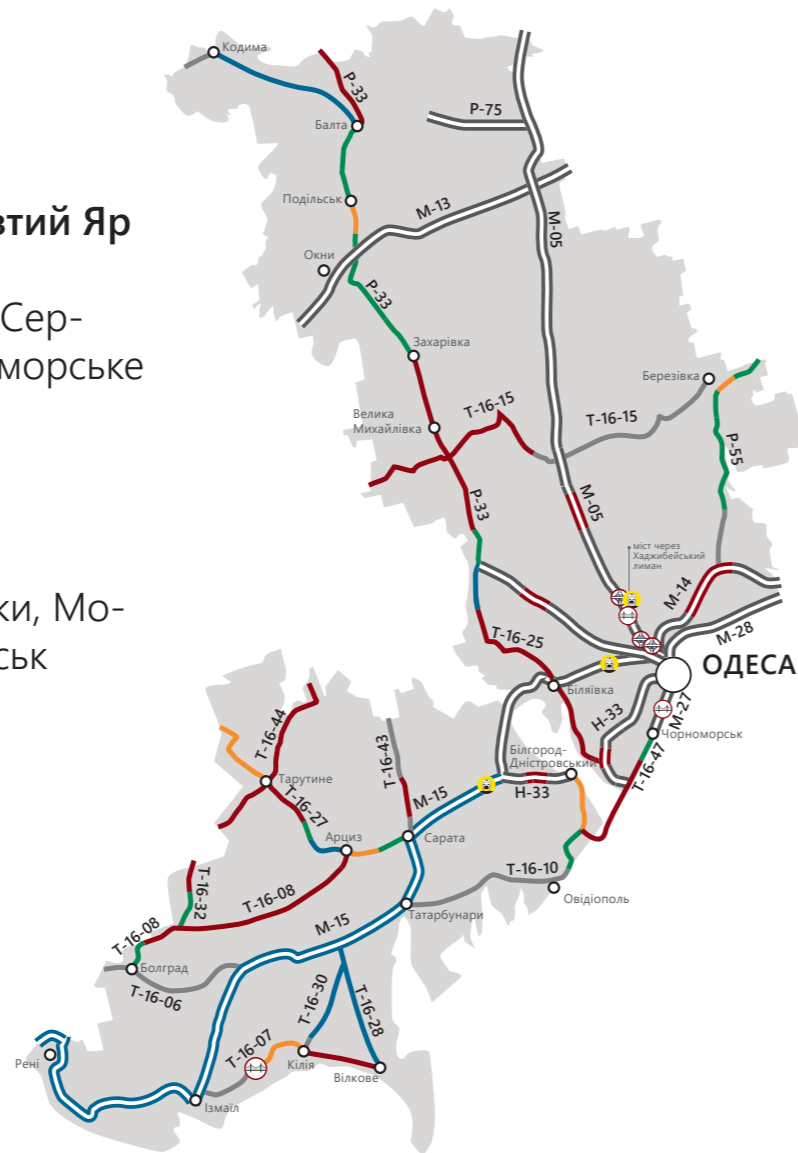 Кодима
Р-33
Балта
Р-75
Подільськ
втий Яр
М-13
М-05
Окни
Р-33
Сер-
морське
Захарівка
Березівка
Велика
Михайлівка
Т-16-15
Т-16-15
Р-55
Р-33
М-05
міст через
Хаджибейський
лиман
М-14
ки, Мо-
ськ
М-28
Т-16-25
ОДЕСА
Біляївка
Н-33
М-27
Чорноморськ
Т-16-44
Т-16-43
Білгород-
Дністровський
Т-16-47
Тарутине
М-15
Н-33
Т-16-27
Арциз
Сарата
Т-16-10
Т-16-32
Т-16-08
Овідіополь
Татарбунари
М-15
Т-16-08
Болград
Т-16-06
Т-16-30
Т-16-28
Т-16-07
Рені
Кілія
Вілкове
Ізмаїл